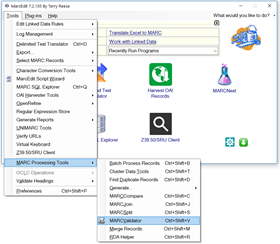 MarcEdit 7.2.105 By Terry Reese
Tools Plug-ins Help
What would you like to do?
Edit Linked Data Rules
Log Management
Delimited Text Translator Ctrl+D
Export...
Select MARC Records
Character Conversion Tools
MarcEdit Script Wizard
MARC SQL Explorer Ctrl+Q
OAI Harvester Tools
OpenRefine
Regular Expression Store
Generate Reports
UNIMARC Tools
Verify URLs
Virtual Keyboard
Z39.50/SRU Client
MARC Processing Tools
OCLC Operations
Validate Headings
Preferences Ctrl+Shift+P
Translate Excel to MARC
Work with Linked Data
Recently Run Programs
Text
Translator
Harvest OAI
Records
MARCNext
Explorer
Z39.50/SRU Client
Batch Process Records Ctrl+Shift+B
Cluster Data Tools Ctrl+Shift+T
Find Duplicate Records Ctrl+Shift+F
Generate...
MARCCompare Ctrl+Shift+C
MARCJoin Ctrl+Shift+J
MARCSplit Ctrl+Shift+S
MARCValidator Ctrl+Shift+V
Merge Records Ctrl+Shift+M
RDA Helper Ctrl+Shift+R